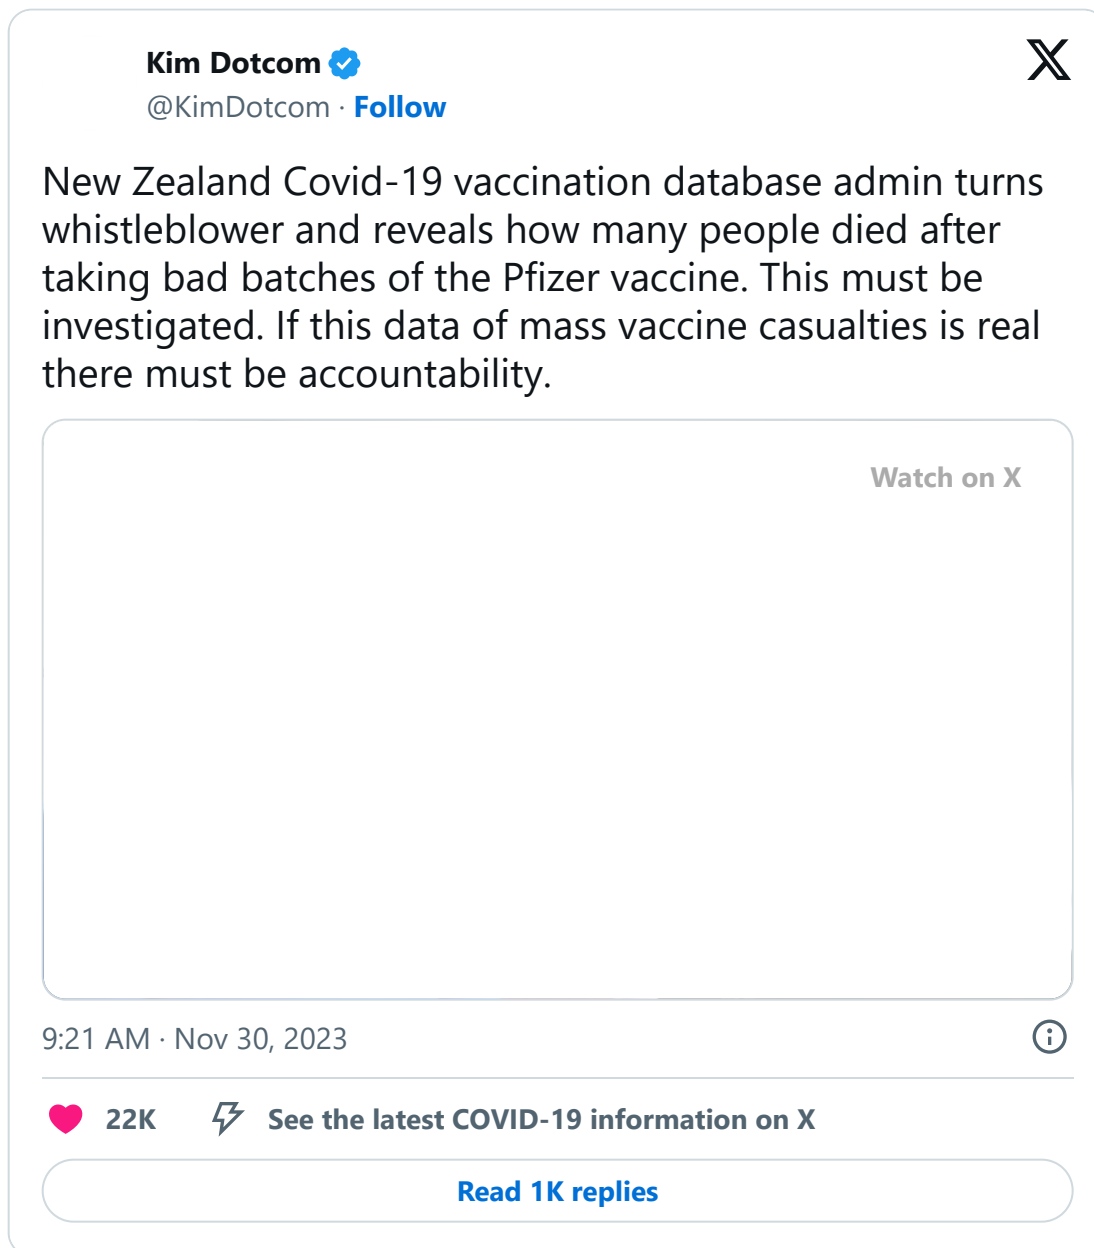 Kim Dotcom
@KimDotcom · Follow
New Zealand Covid-19 vaccination database admin turns
whistleblower and reveals how many people died after
taking bad batches of the Pfizer vaccine. This must be
investigated. If this data of mass vaccine casualties is real
there must be accountability.
Watch on X
9:21 AM · Nov 30, 2023
22K See the latest COVID-19 information on X
Read 1K replies